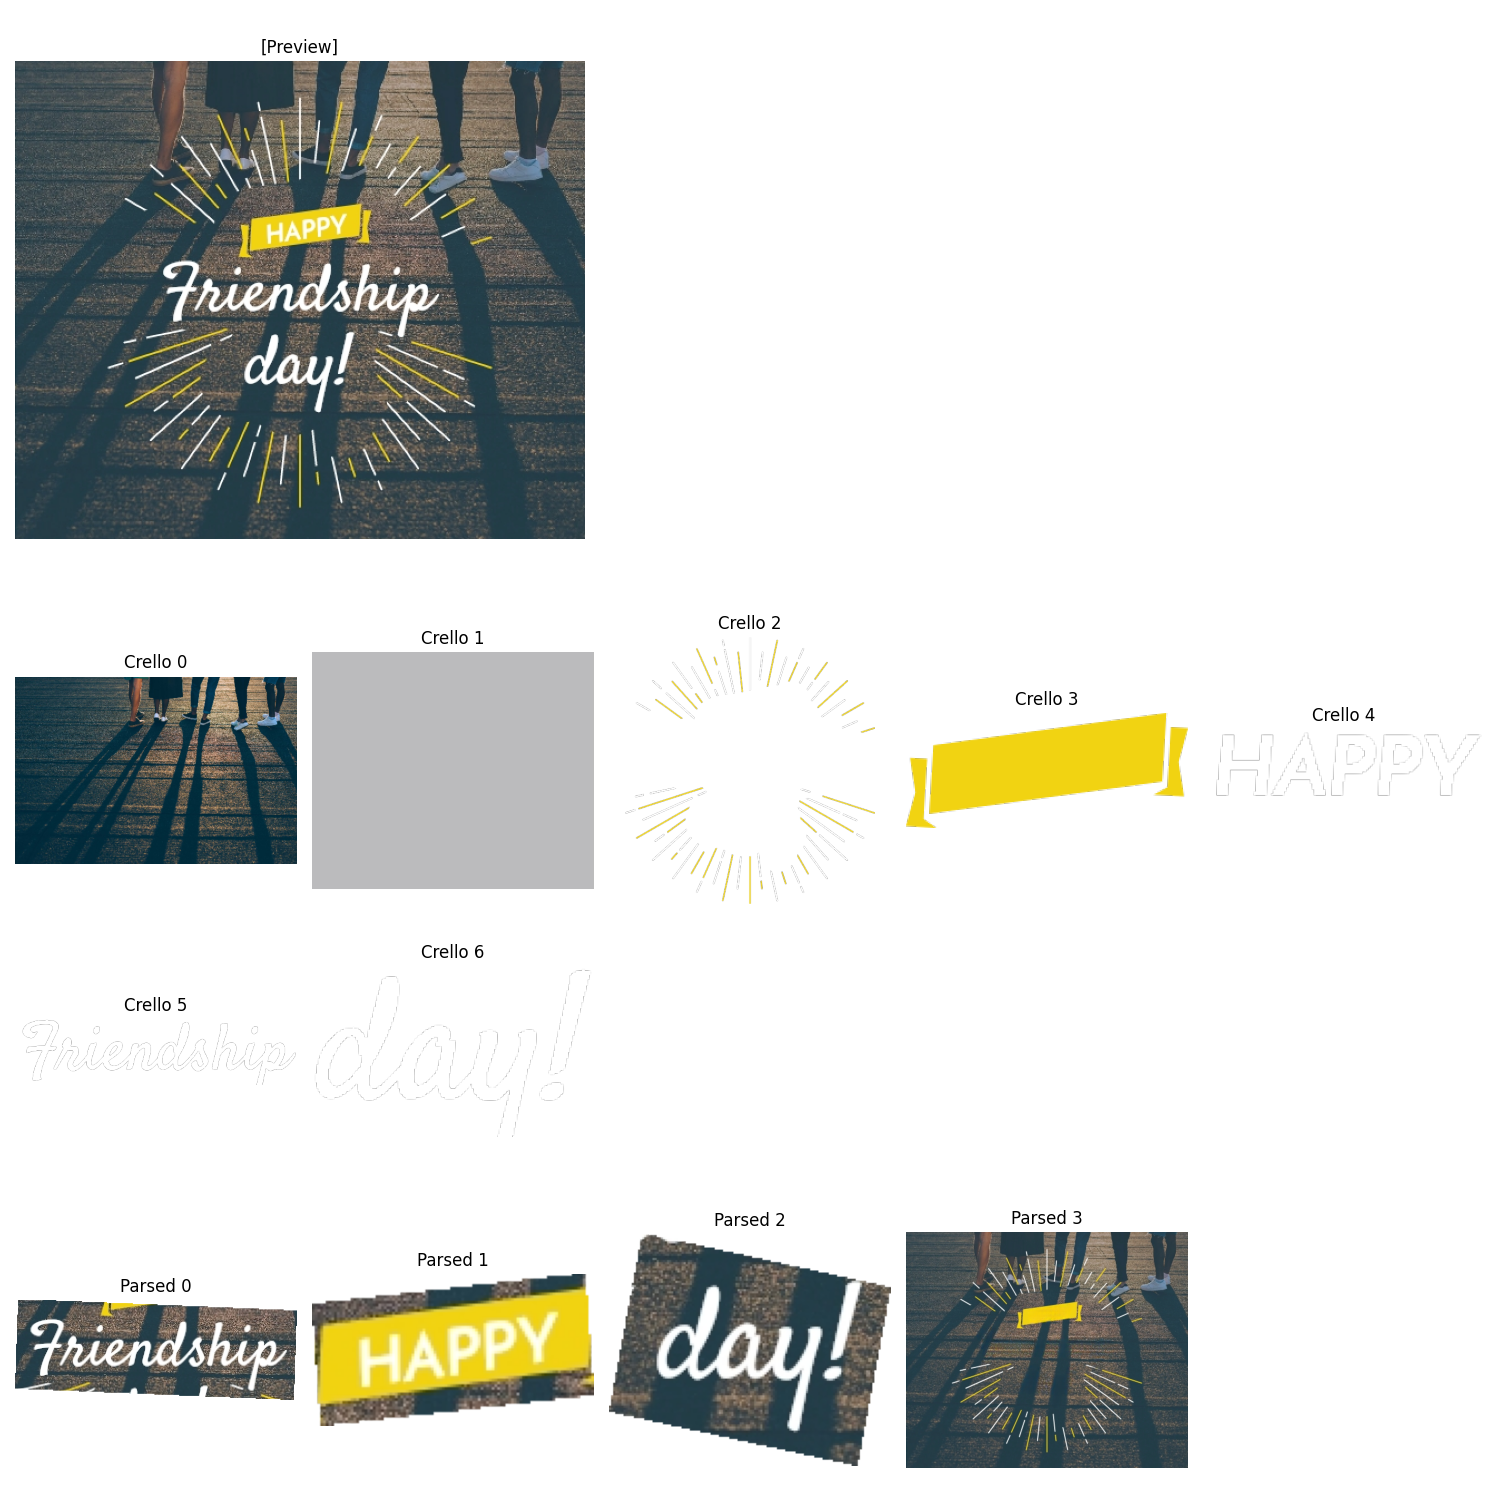 [Preview]
HAPPY
Friendship
day!
Crello 0
Crello 1
Crello 2
Crello 3
Crello 4
HAPPY
Crello 5
Friendship
Crello 6
day!
Parsed 0
Friendship
Parsed 1
HAPPY
Parsed 2
day!
Parsed 3